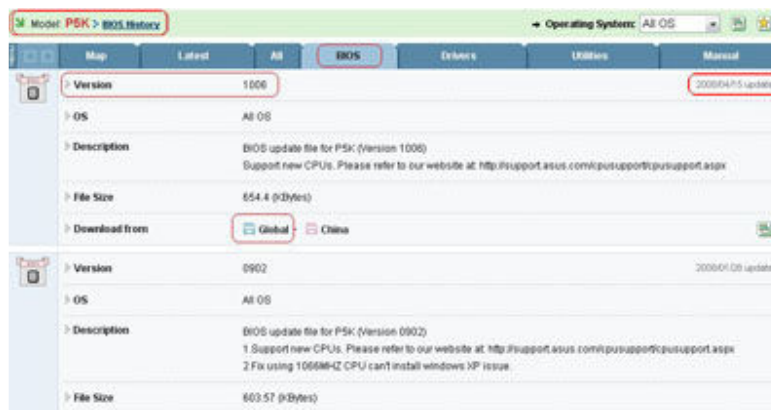 Model: P5K > BIOS History
Operating System: All OS
Map Latest All BIOS Drivers Utilities Manual
Version 1006 2008/04/15 update
OS All OS
Description BIOS update file for P5K (Version 1006)
Support new CPUs. Please refer to our website at: http://support.asus.com/cpusupport/cpusupport.aspx
File Size 654.4 (KBytes)
Download from Global China
Version 0902 update
OS All OS
Description BIOS update file for P5K (Version 0902)
1.Support new CPUs. Please refer to our website at: http://support.asus.com/cpusupport/cpusupport.aspx
2.Fix using 1066MHZ CPU can't install windows XP issue.
File Size 603.57 (KBytes)